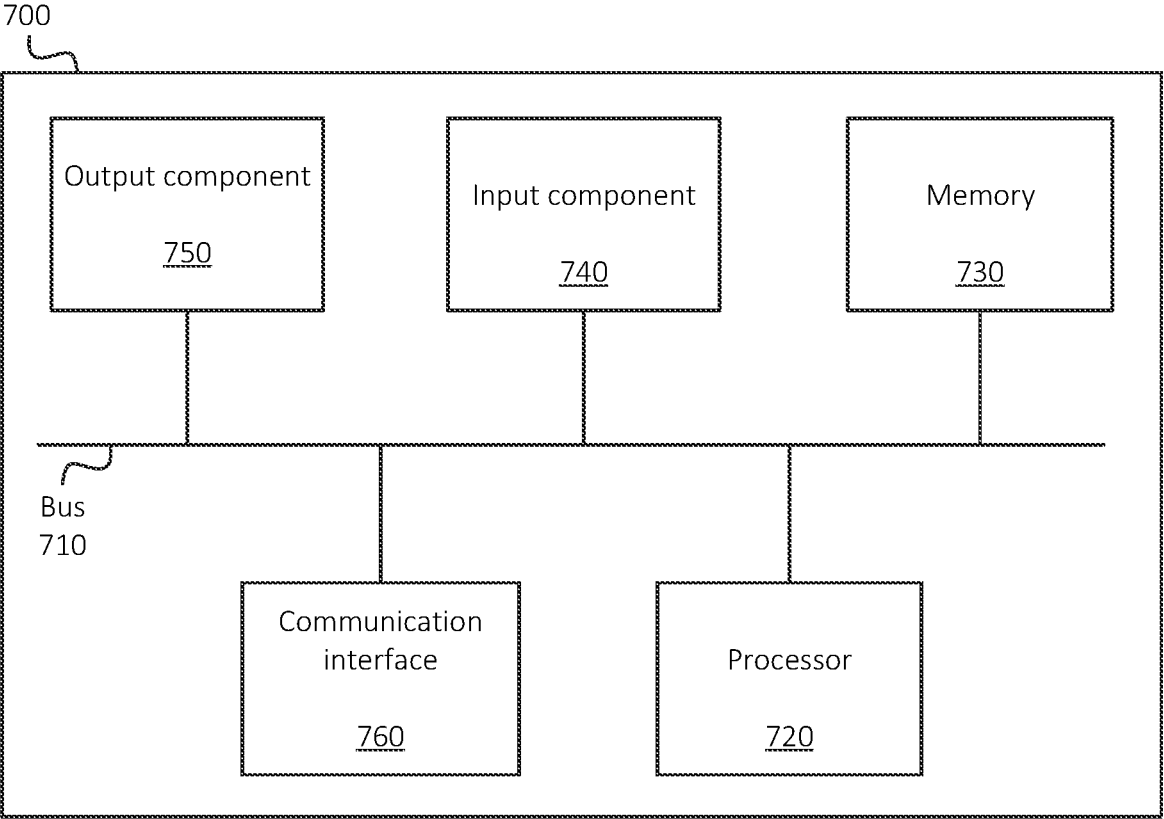 700
Output component
750
Input component
740
Memory
730
Bus
710
Communication
interface
760
Processor
720